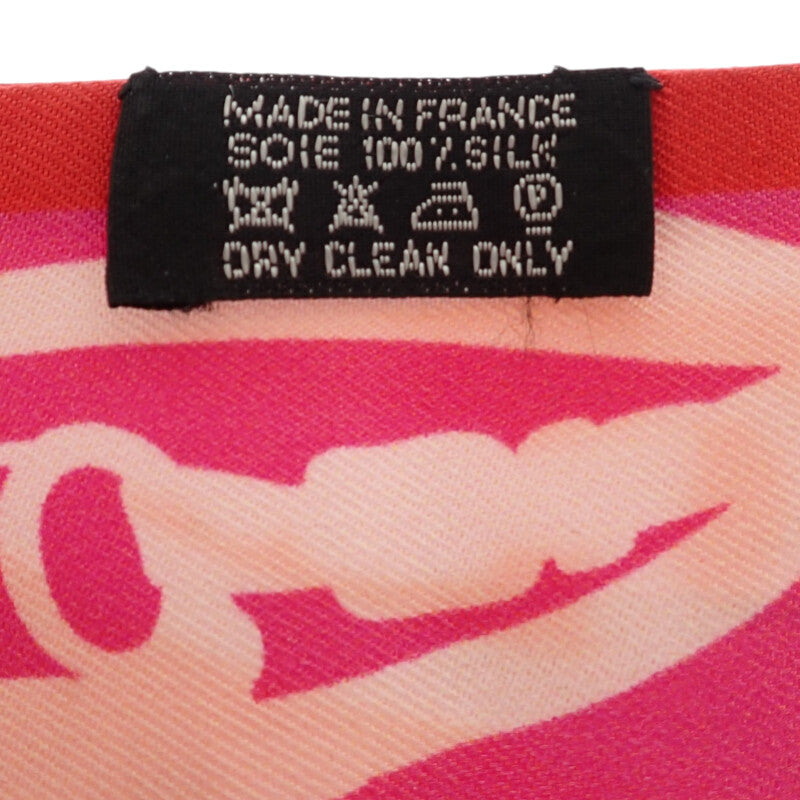 MADE IN FRANCE
SOIE 100% SILK
P
DRY CLEAN ONLY